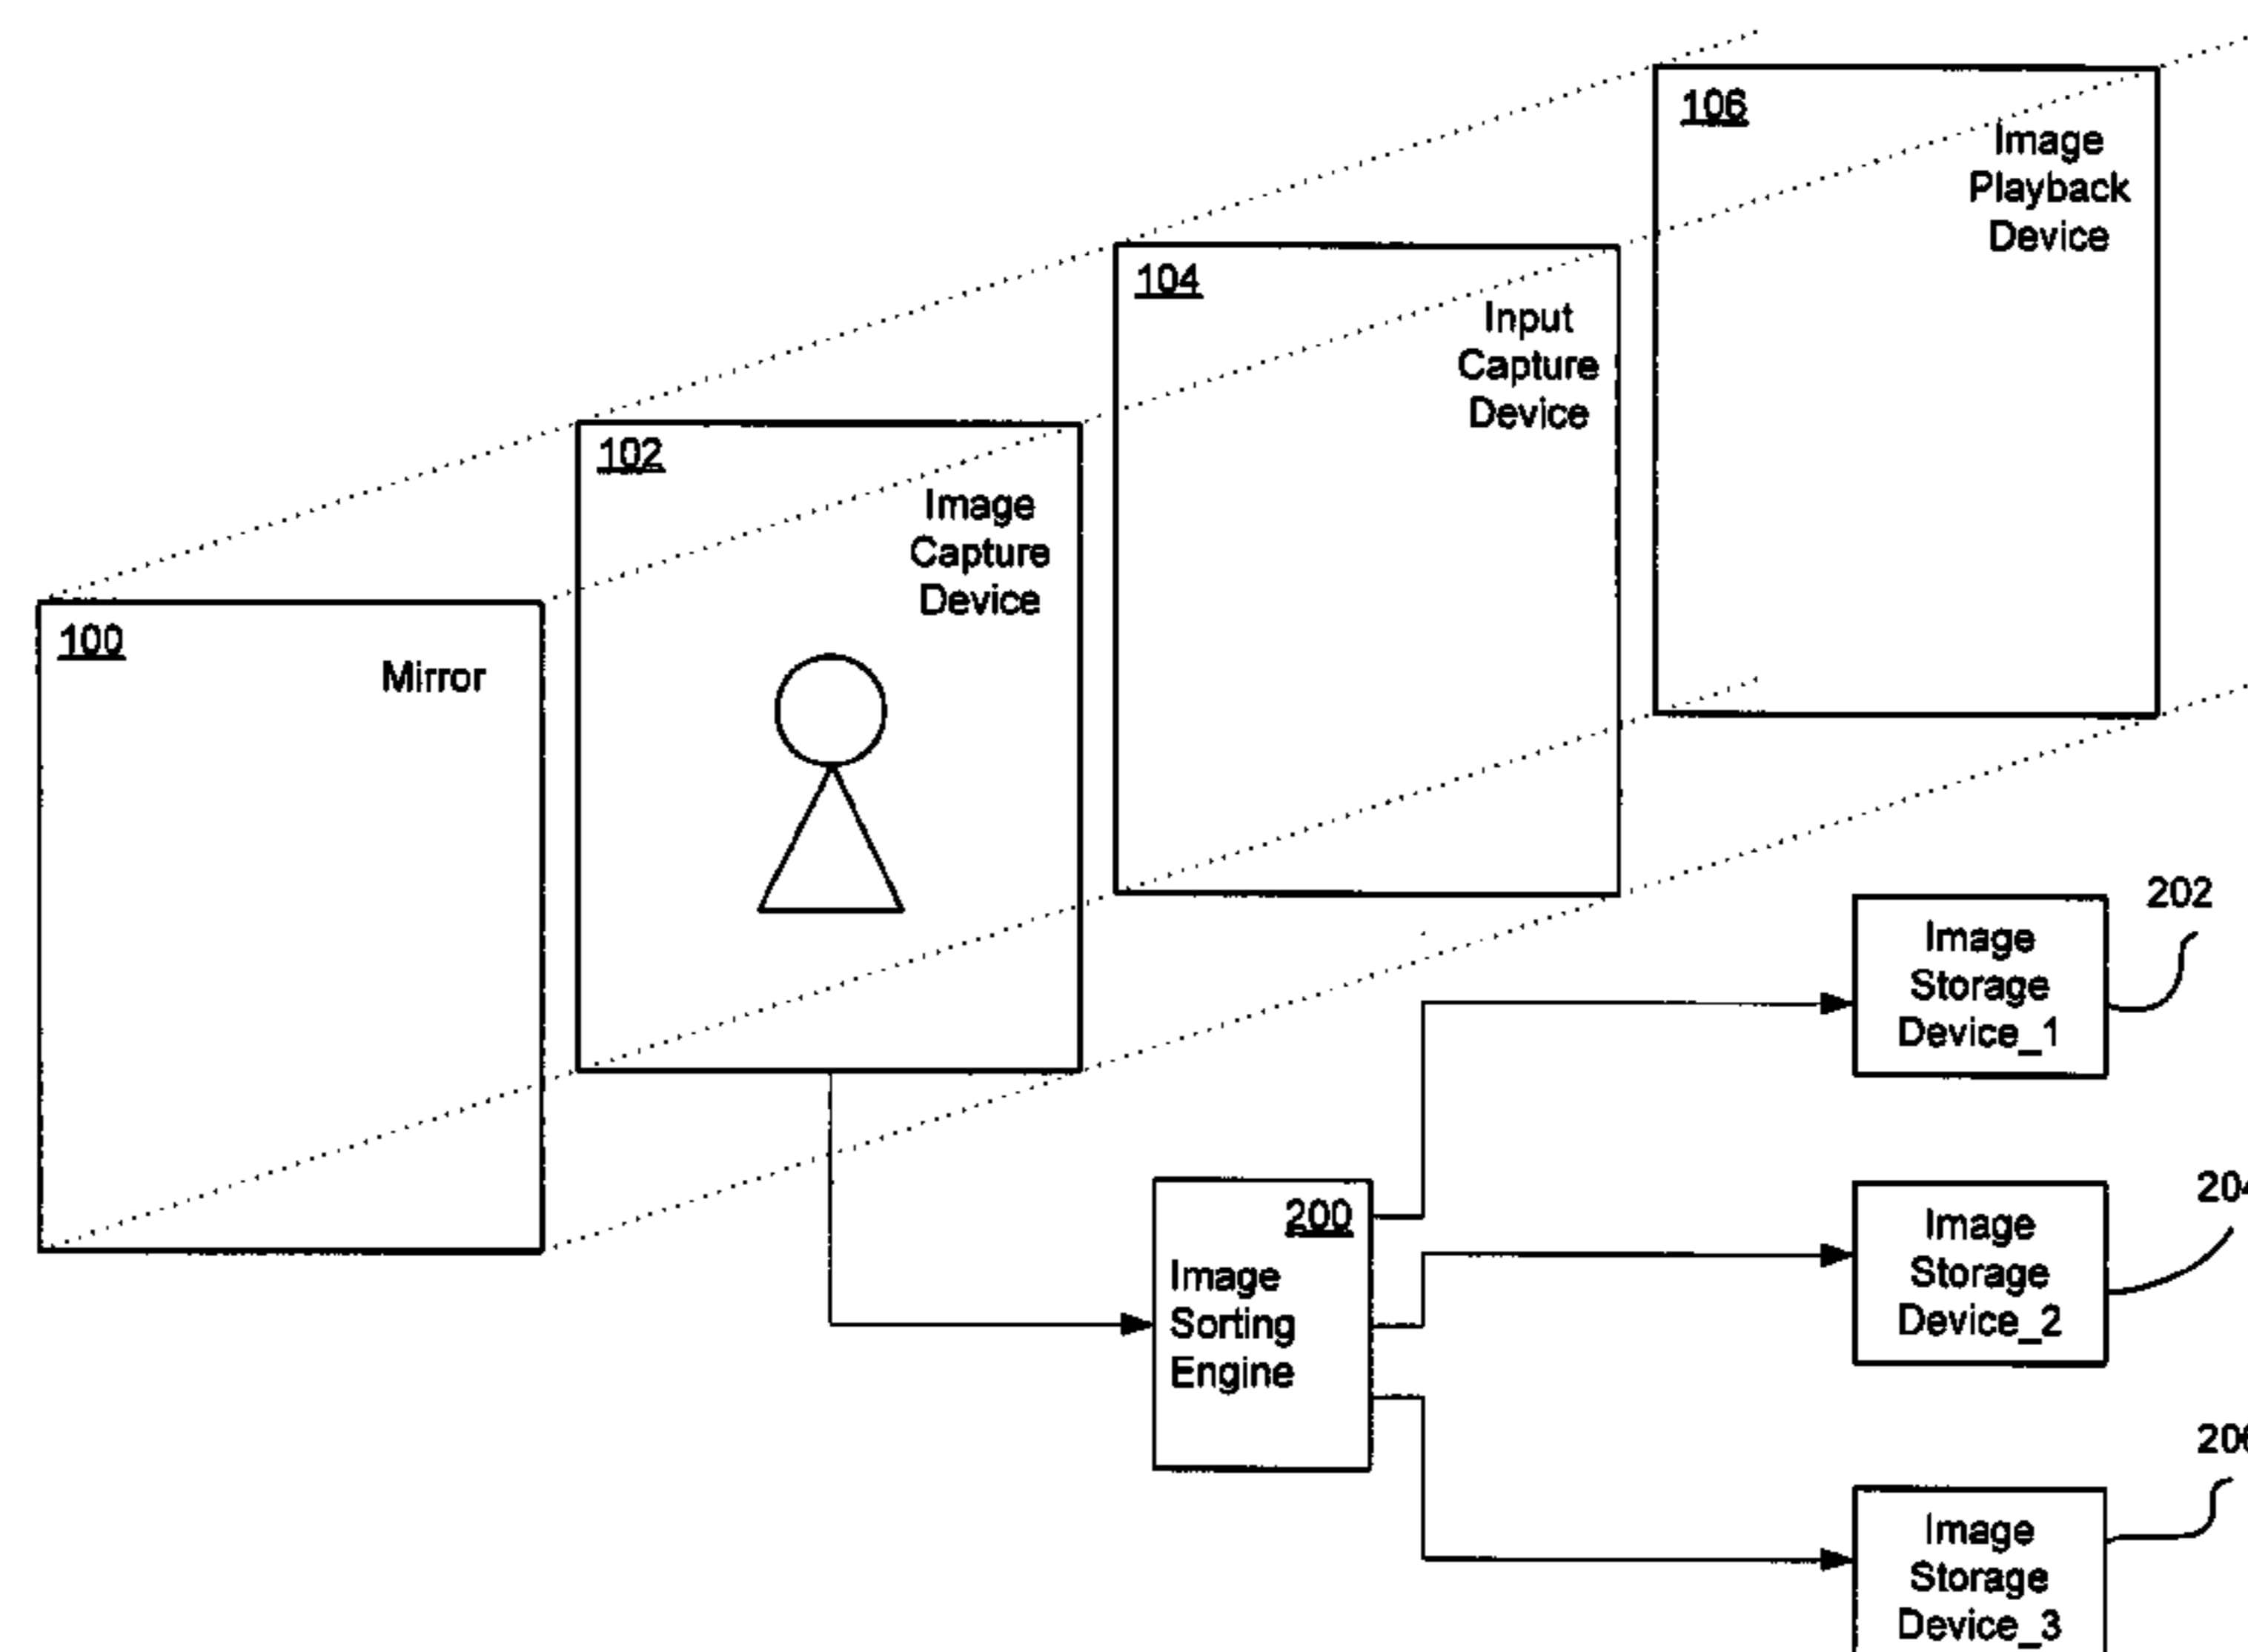 106
Image
Playback
Device
104
Input
Capture
Device
102
Image
Capture
Device
100
Mirror
202
Image
Storage
Device_1
200
Image
Sorting
Engine
Image
Storage
Device_2
Image
Storage
Device_3